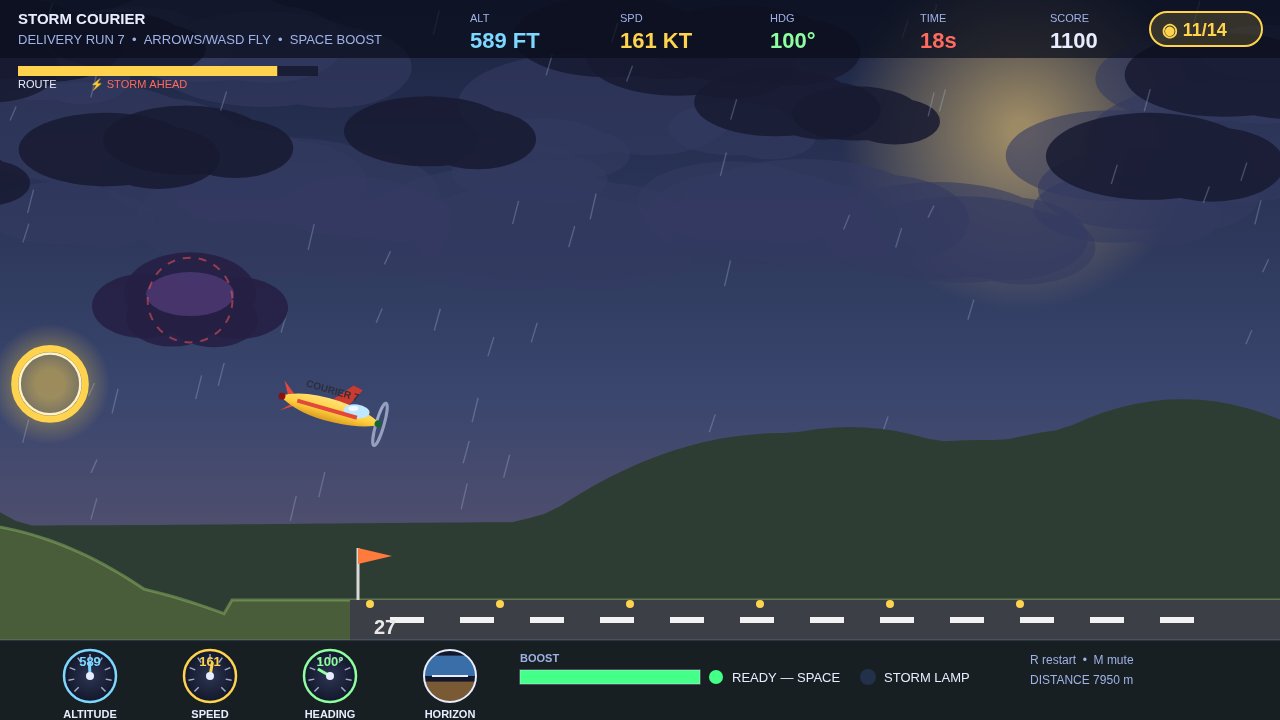 STORM COURIER
DELIVERY RUN 7 • ARROWS/WASD FLY • SPACE BOOST
ALT
589 FT
SPD
161 KT
HDG
100°
TIME
18s
SCORE
1100
◉ 11/14
ROUTE
⚡ STORM AHEAD
COURIER 7
27
589
ALTITUDE
161
SPEED
100°
HEADING
HORIZON
BOOST
READY — SPACE
STORM LAMP
R restart • M mute
DISTANCE 7950 m